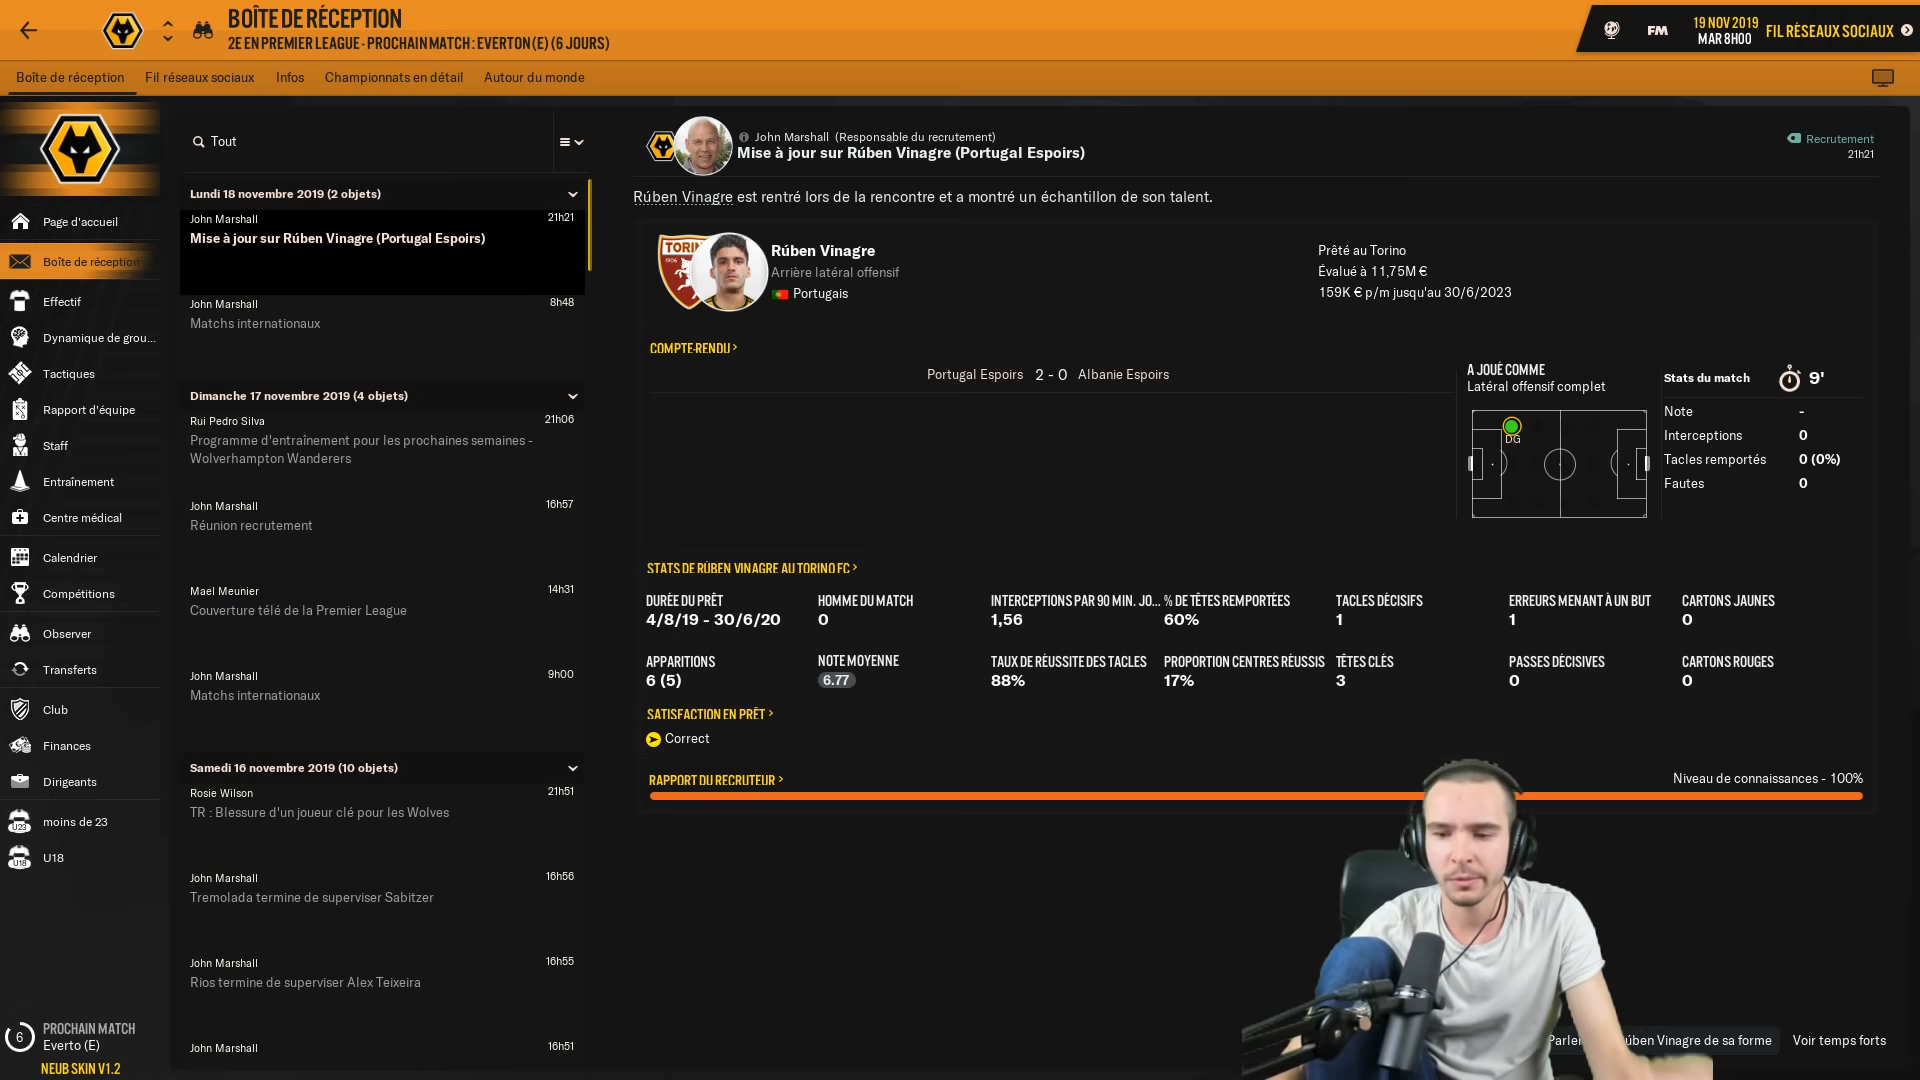 BOÎTE DE RÉCEPTION
2E EN PREMIER LEAGUE - PROCHAIN MATCH : EVERTON (E) (6 JOURS)
FM
19 NOV 2019
MAR 8H00
FIL RÉSEAUX SOCIAUX
Boîte de réception
Fil réseaux sociaux
Infos
Championnats en détail
Autour du monde
Page d'accueil
Boîte de réception
Effectif
Dynamique de grou...
Tactiques
Rapport d'équipe
Staff
Entraînement
Centre médical
Calendrier
Compétitions
Observer
Transferts
Club
Finances
Dirigeants
U23
moins de 23
U18
U18
6
PROCHAIN MATCH
Everto (E)
NEUB SKIN V1.2
Tout
Lundi 18 novembre 2019 (2 objets)
John Marshall 21h21
Mise à jour sur Rúben Vinagre (Portugal Espoirs)
John Marshall 8h48
Matchs internationaux
Dimanche 17 novembre 2019 (4 objets)
Rui Pedro Silva 21h06
Programme d'entraînement pour les prochaines semaines -
Wolverhampton Wanderers
John Marshall 16h57
Réunion recrutement
Mael Meunier 14h31
Couverture télé de la Premier League
John Marshall 9h00
Matchs internationaux
Samedi 16 novembre 2019 (10 objets)
Rosie Wilson 21h51
TR : Blessure d'un joueur clé pour les Wolves
John Marshall 16h56
Tremolada termine de superviser Sabitzer
John Marshall 16h55
Rios termine de superviser Alex Teixeira
John Marshall 16h51
John Marshall (Responsable du recrutement)
Mise à jour sur Rúben Vinagre (Portugal Espoirs)
Recrutement
21h21
Rúben Vinagre est rentré lors de la rencontre et a montré un échantillon de son talent.
1906
Rúben Vinagre
Arrière latéral offensif
Portugais
Prêté au Torino
Évalué à 11,75M €
159K € p/m jusqu'au 30/6/2023
COMPTE-RENDU >
Portugal Espoirs 2 - 0 Albanie Espoirs
A JOUÉ COMME
Latéral offensif complet
DG
Stats du match 9'
Note -
Interceptions 0
Tacles remportés 0 (0%)
Fautes 0
STATS DE RÚBEN VINAGRE AU TORINO FC >
DURÉE DU PRÊT
4/8/19 - 30/6/20
HOMME DU MATCH
0
INTERCEPTIONS PAR 90 MIN. JO...
1,56
% DE TÊTES REMPORTÉES
60%
TACLES DÉCISIFS
1
ERREURS MENANT À UN BUT
1
CARTONS JAUNES
0
APPARITIONS
6 (5)
NOTE MOYENNE
6.77
TAUX DE RÉUSSITE DES TACLES
88%
PROPORTION CENTRES RÉUSSIS
17%
TÊTES CLÉS
3
PASSES DÉCISIVES
0
CARTONS ROUGES
0
SATISFACTION EN PRÊT >
Correct
RAPPORT DU RECRUTEUR >
Niveau de connaissances - 100%
Vinagre de sa forme
Voir temps forts